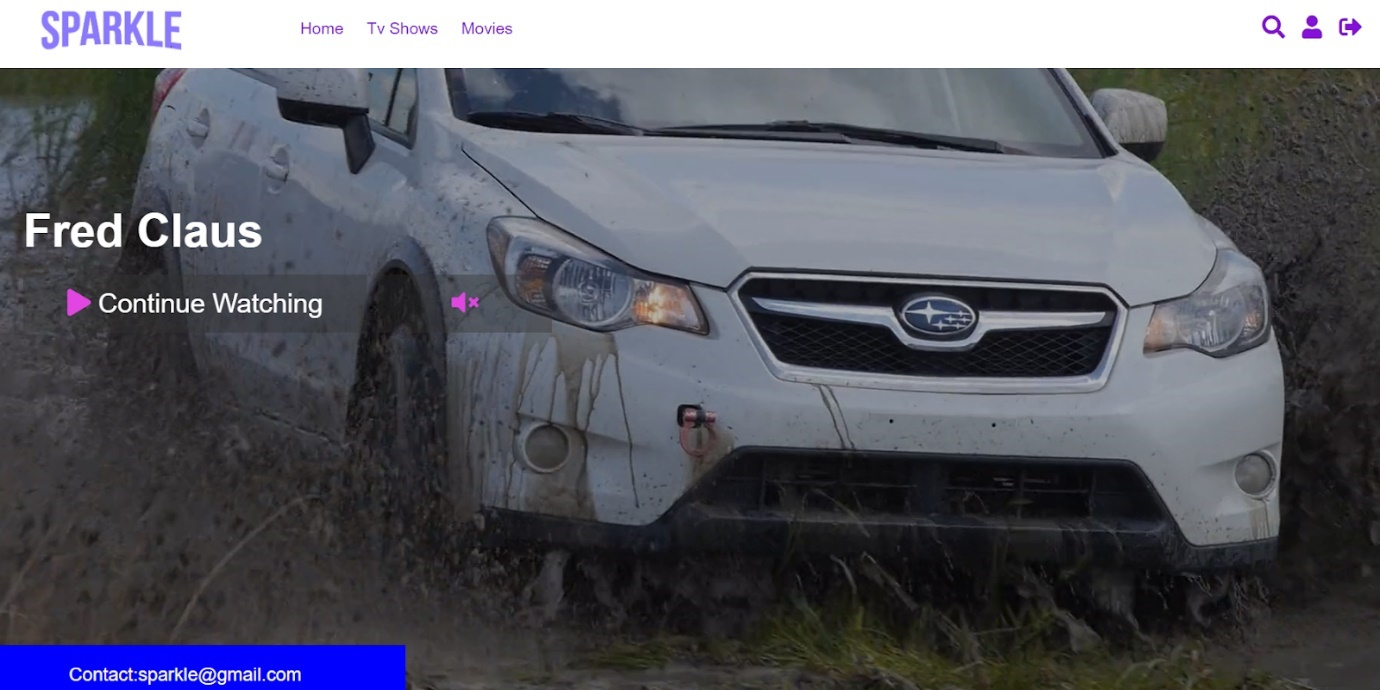 SPARKLE
Home Tv Shows Movies
Fred Claus
Continue Watching
Contact:sparkle@gmail.com